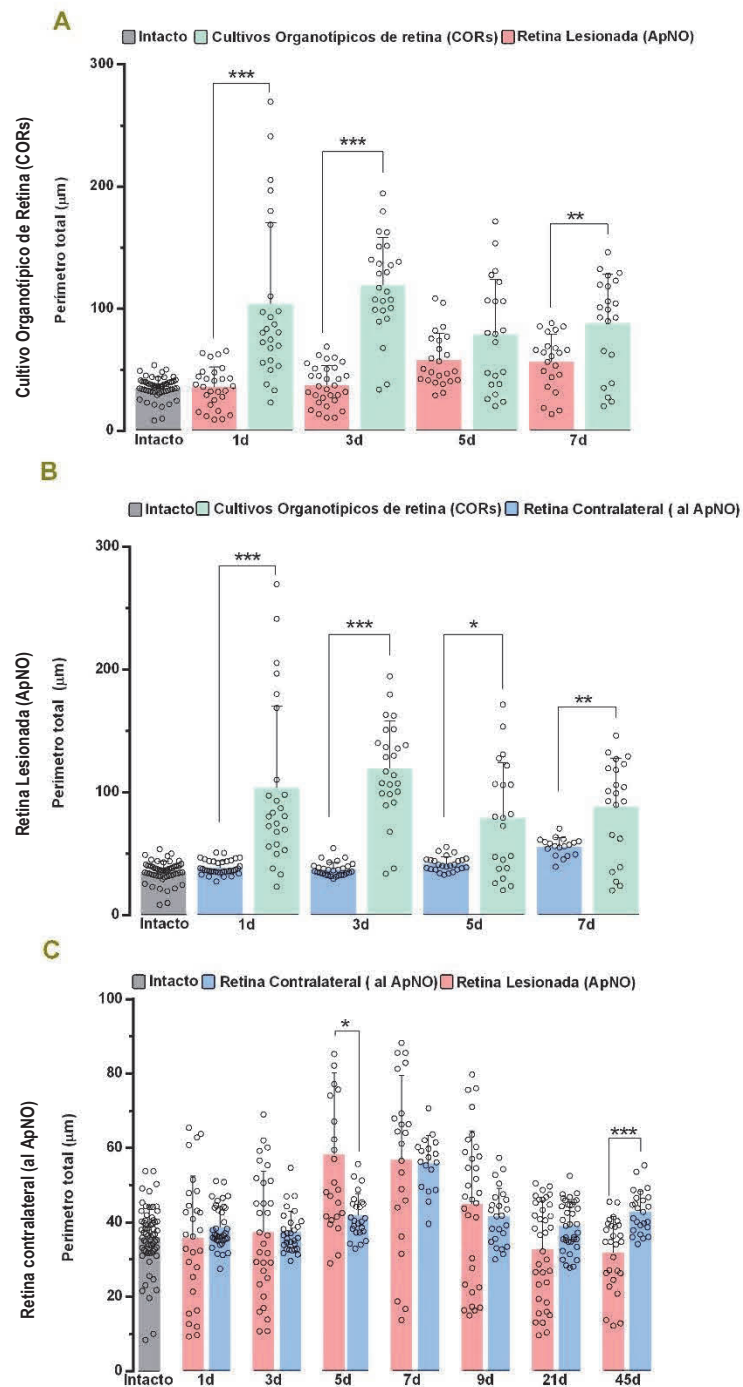 A
Intacto Cultivos Organotípicos de retina (CORs) Retina Lesionada (ApNO)
Cultivo Organotípico de Retina (CORs)
Perímetro total (µm)
300
200
100
0
***
***
**
Intacto 1d 3d 5d 7d
B
Intacto Cultivos Organotípicos de retina (CORs) Retina Contralateral ( al ApNO)
Retina Lesionada (ApNO)
Perimetro total (µm)
300
200
100
0
***
***
*
**
Intacto 1d 3d 5d 7d
C
Intacto Retina Contralateral ( al ApNO) Retina Lesionada (ApNO)
Retina contralateral (al ApNO)
Perímetro total (µm)
100
80
60
40
20
0
*
***
Intacto 1d 3d 5d 7d 9d 21d 45d